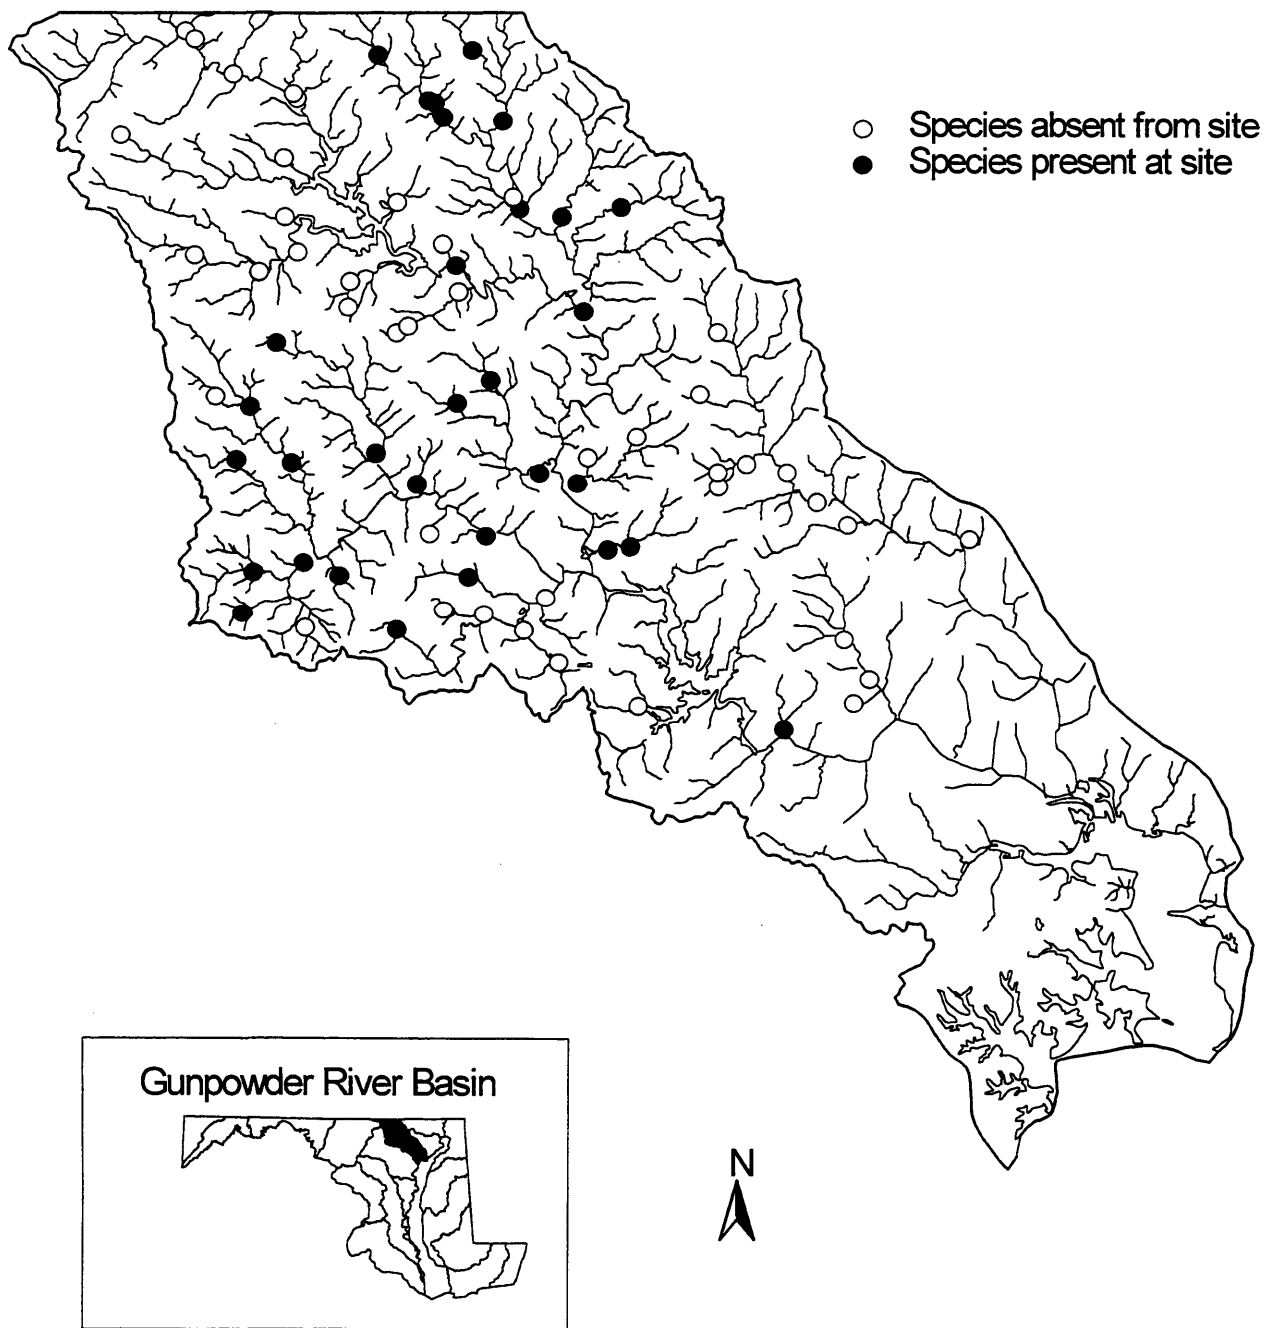 Species absent from site
Species present at site
Gunpowder River Basin
N